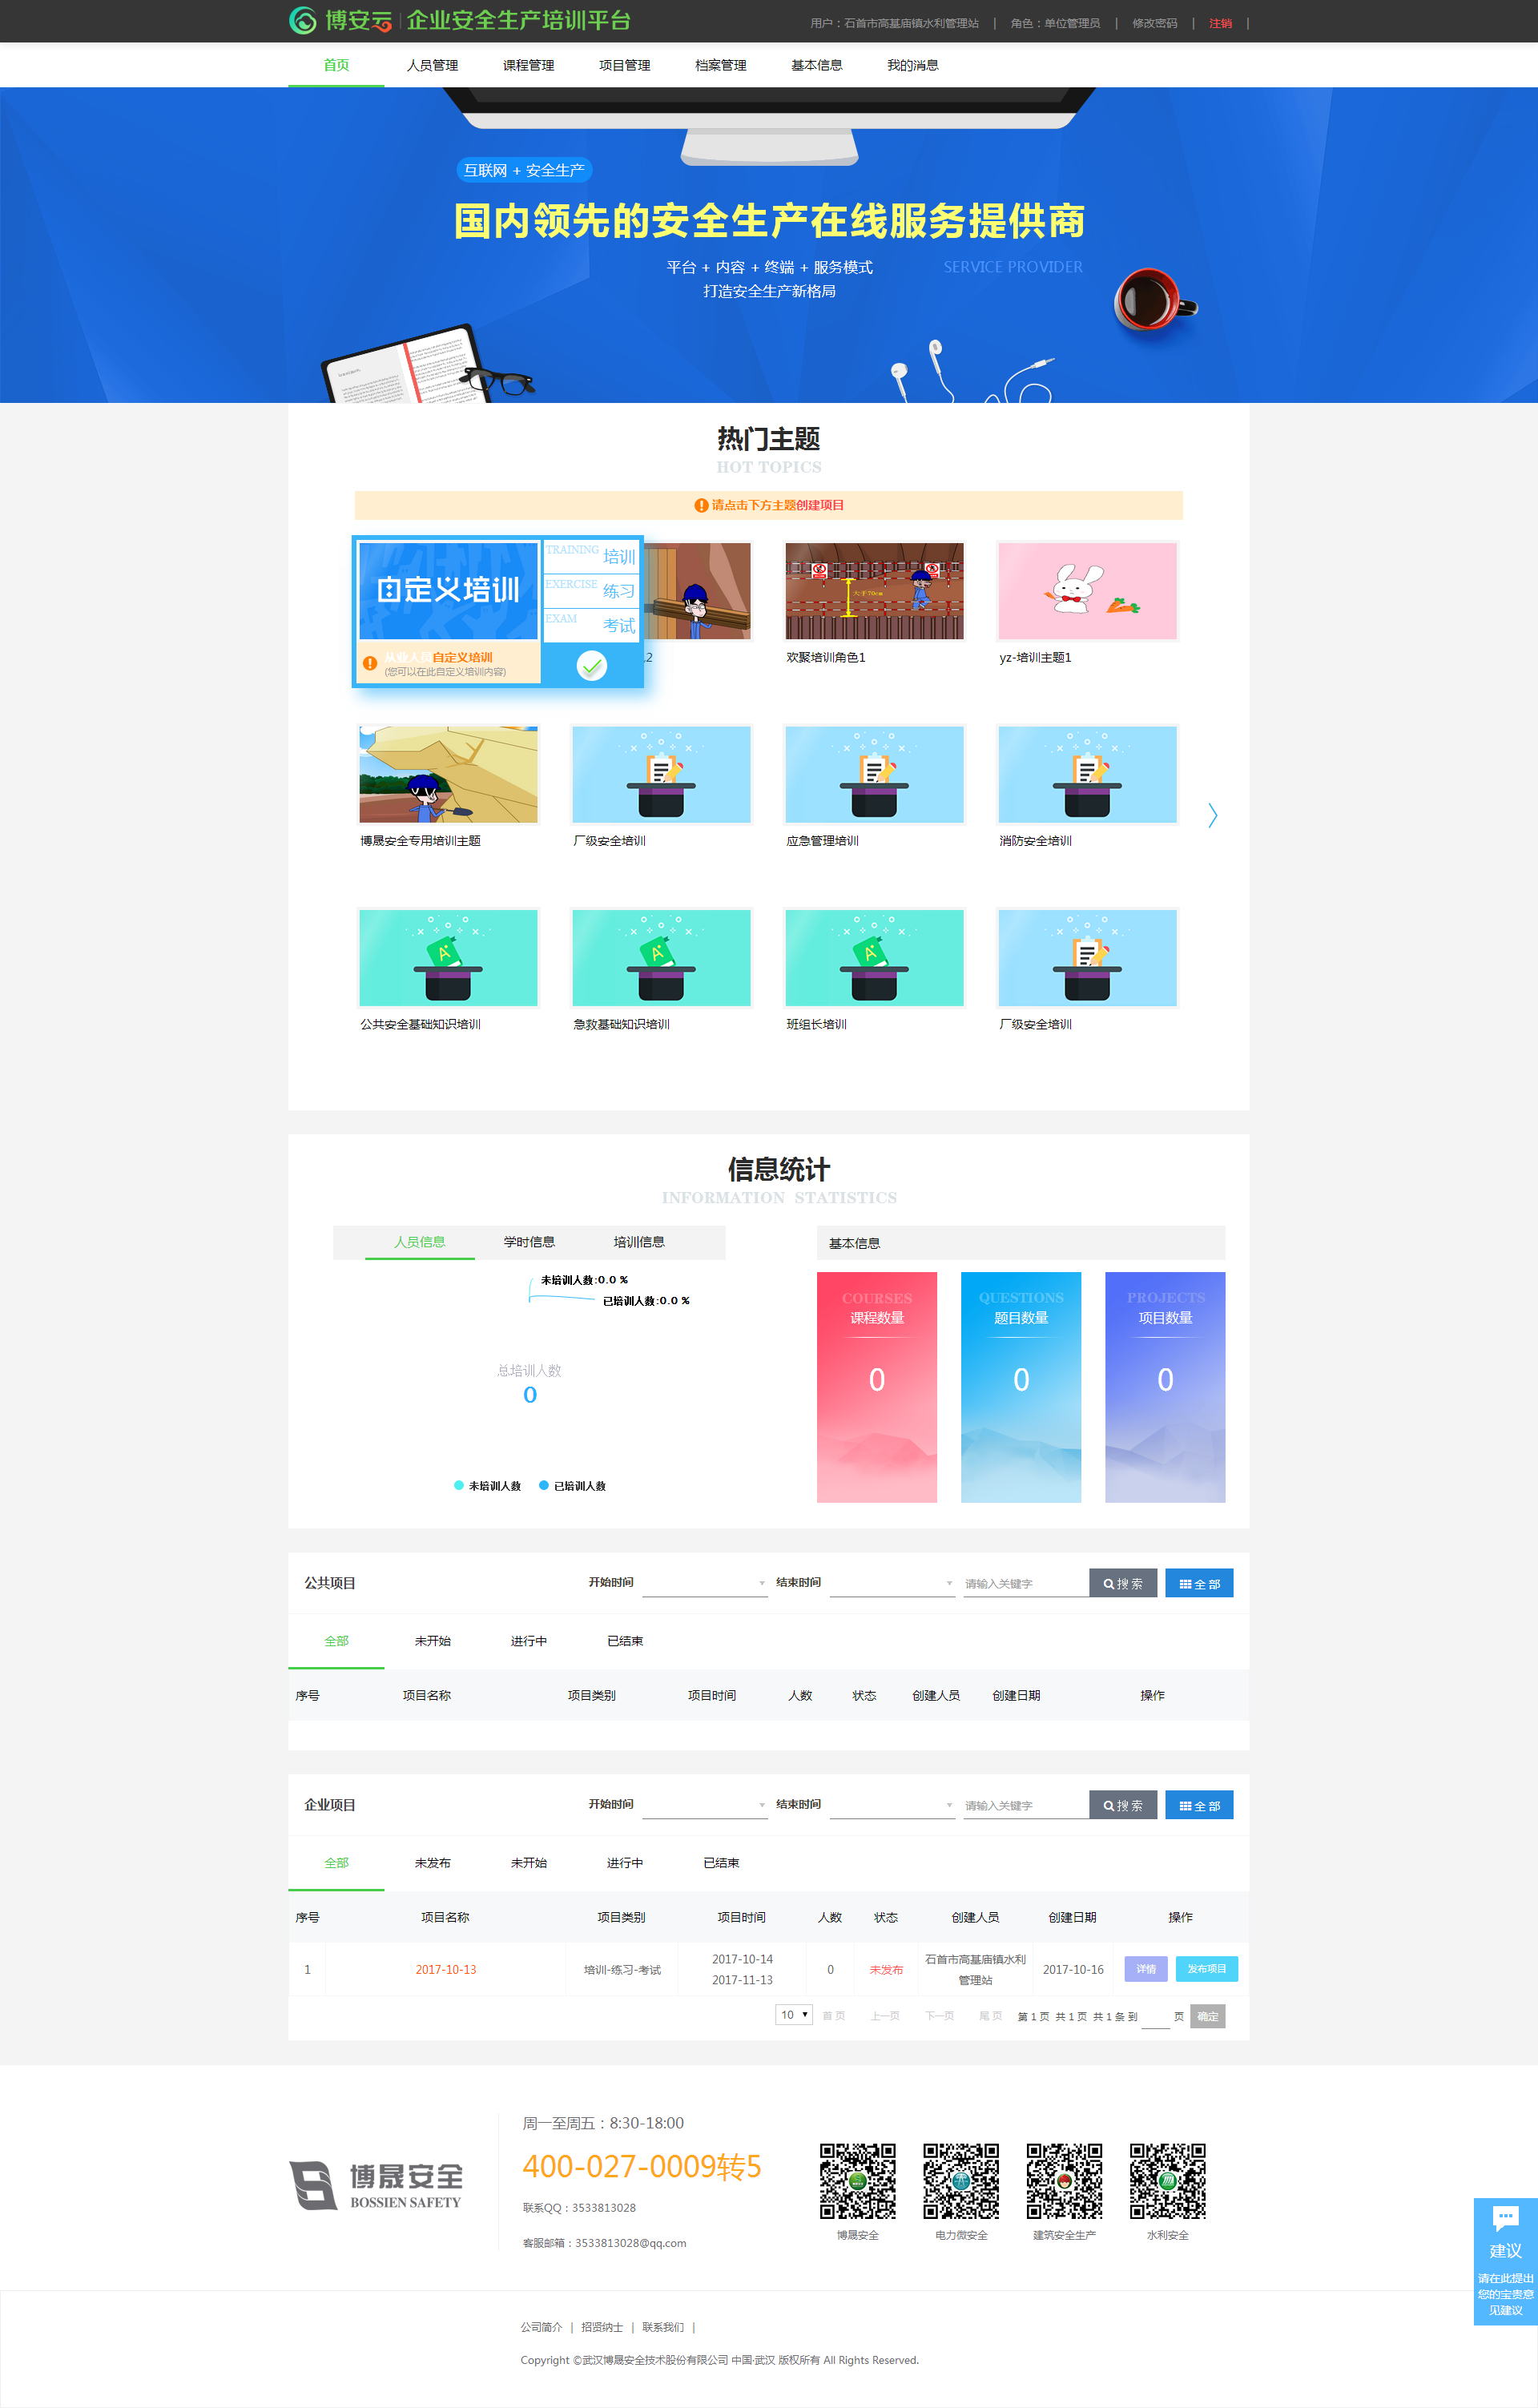 博安云 企业安全生产培训平台
用户：石首市高基庙镇水利管理站 | 角色：单位管理员 | 修改密码 | 注销 |
首页 人员管理 课程管理 项目管理 档案管理 基本信息 我的消息
互联网 + 安全生产
国内领先的安全生产在线服务提供商
平台 + 内容 + 终端 + 服务模式 SERVICE PROVIDER
打造安全生产新格局
热门主题
HOT TOPICS
请点击下方主题创建项目
自定义培训
TRAINING 培训
EXERCISE 练习
EXAM 考试
从业人员自定义培训
(您可以在此自定义培训内容)
.2
大于70cm
欢聚培训角色1
yz-培训主题1
博晟安全专用培训主题 厂级安全培训 应急管理培训 消防安全培训
公共安全基础知识培训 急救基础知识培训 班组长培训 厂级安全培训
信息统计
INFORMATION STATISTICS
人员信息 学时信息 培训信息
未培训人数:0.0 %
已培训人数:0.0 %
总培训人数
0
未培训人数 已培训人数
基本信息
COURSES
课程数量
0
QUESTIONS
题目数量
0
PROJECTS
项目数量
0
公共项目 开始时间 结束时间 请输入关键字 搜 索 全 部
全部 未开始 进行中 已结束
序号 项目名称 项目类别 项目时间 人数 状态 创建人员 创建日期 操作
企业项目 开始时间 结束时间 请输入关键字 搜 索 全 部
全部 未发布 未开始 进行中 已结束
序号 项目名称 项目类别 项目时间 人数 状态 创建人员 创建日期 操作
1 2017-10-13 培训-练习-考试 2017-10-14 2017-11-13 0 未发布 石首市高基庙镇水利管理站 2017-10-16 详情 发布项目
10 首 页 上一页 下一页 尾 页 第 1 页 共 1 页 共 1 条 到 页 确定
博晟安全
BOSSIEN SAFETY
周一至周五：8:30-18:00
400-027-0009转5
联系QQ：3533813028
客服邮箱：3533813028@qq.com
博晟安全 电力微安全 建筑安全生产 水利安全
建议
请在此提出
您的宝贵意
见建议
公司简介 | 招贤纳士 | 联系我们 |
Copyright ©武汉博晟安全技术股份有限公司 中国·武汉 版权所有 All Rights Reserved.